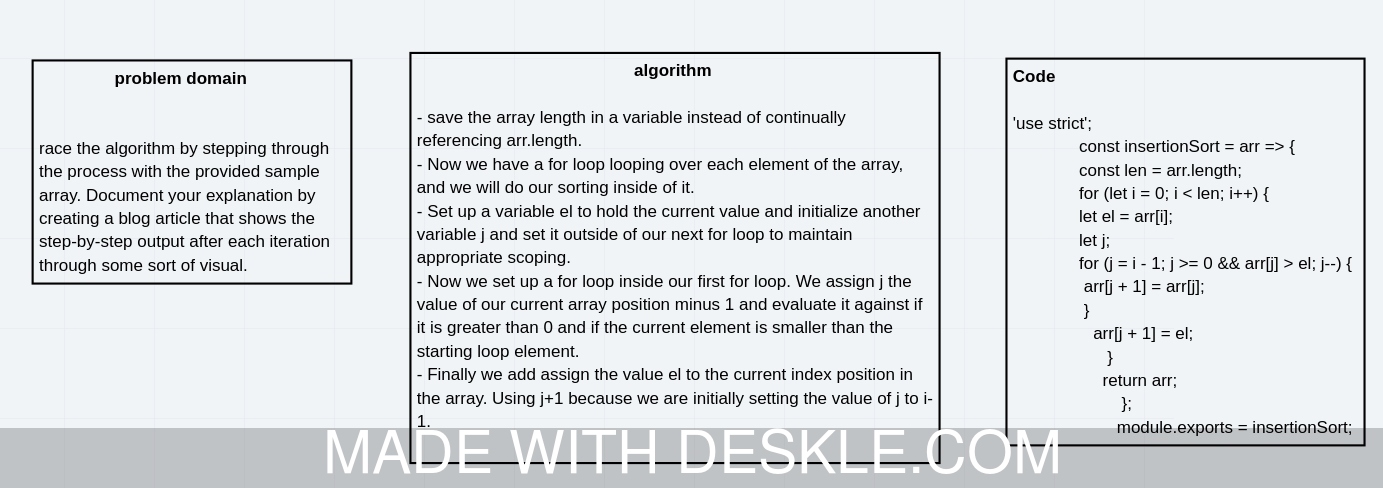 problem domain
race the algorithm by stepping through
the process with the provided sample
array. Document your explanation by
creating a blog article that shows the
step-by-step output after each iteration
through some sort of visual.
algorithm
- save the array length in a variable instead of continually
referencing arr.length.
- Now we have a for loop looping over each element of the array,
and we will do our sorting inside of it.
- Set up a variable el to hold the current value and initialize another
variable j and set it outside of our next for loop to maintain
appropriate scoping.
- Now we set up a for loop inside our first for loop. We assign j the
value of our current array position minus 1 and evaluate it against if
it is greater than 0 and if the current element is smaller than the
starting loop element.
- Finally we add assign the value el to the current index position in
the array. Using j+1 because we are initially setting the value of j to i-
1.
Code
'use strict';
const insertionSort = arr => {
const len = arr.length;
for (let i = 0; i < len; i++) {
let el = arr[i];
let j;
for (j = i - 1; j >= 0 && arr[j] > el; j--) {
arr[j + 1] = arr[j];
}
arr[j + 1] = el;
}
return arr;
};
module.exports = insertionSort;
MADE WITH DESKLE.COM